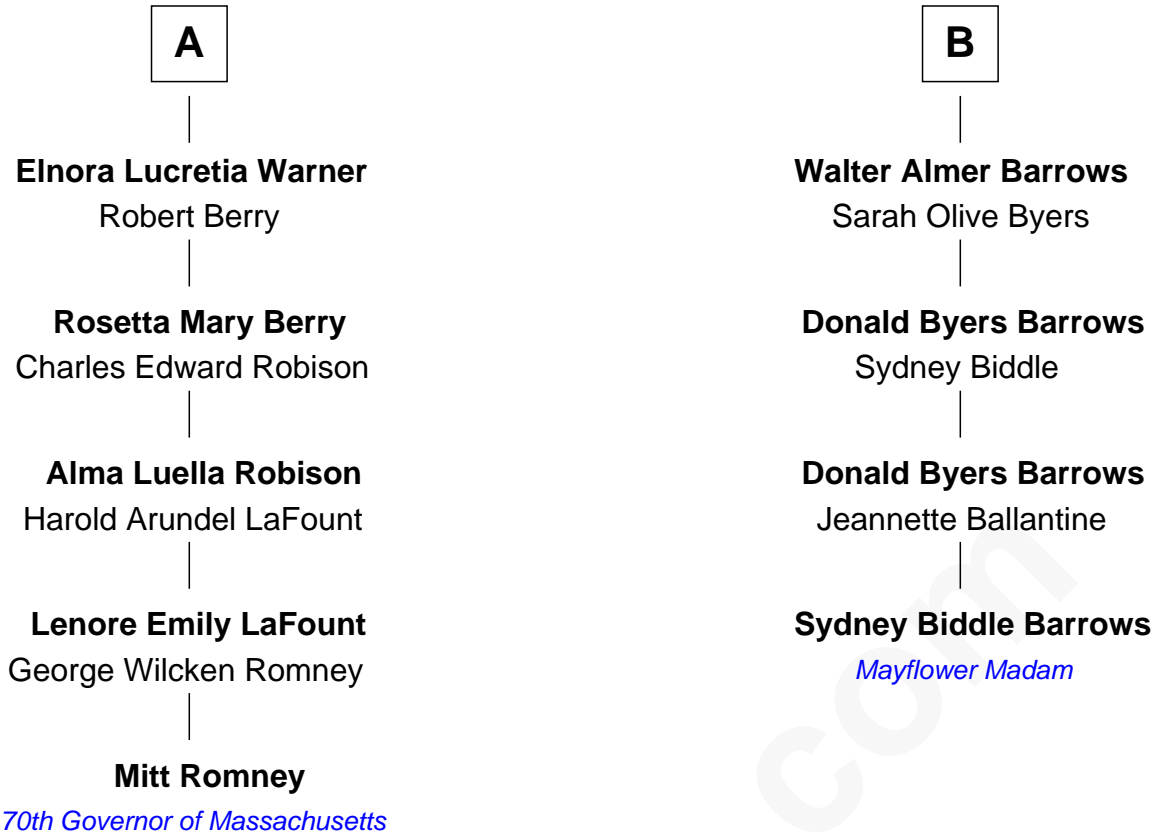 A
Elnora Lucretia Warner
Robert Berry
Rosetta Mary Berry
Charles Edward Robison
Alma Luella Robison
Harold Arundel LaFount
Lenore Emily LaFount
George Wilcken Romney
Mitt Romney
70th Governor of Massachusetts
B
Walter Almer Barrows
Sarah Olive Byers
Donald Byers Barrows
Sydney Biddle
Donald Byers Barrows
Jeannette Ballantine
Sydney Biddle Barrows
Mayflower Madam
com